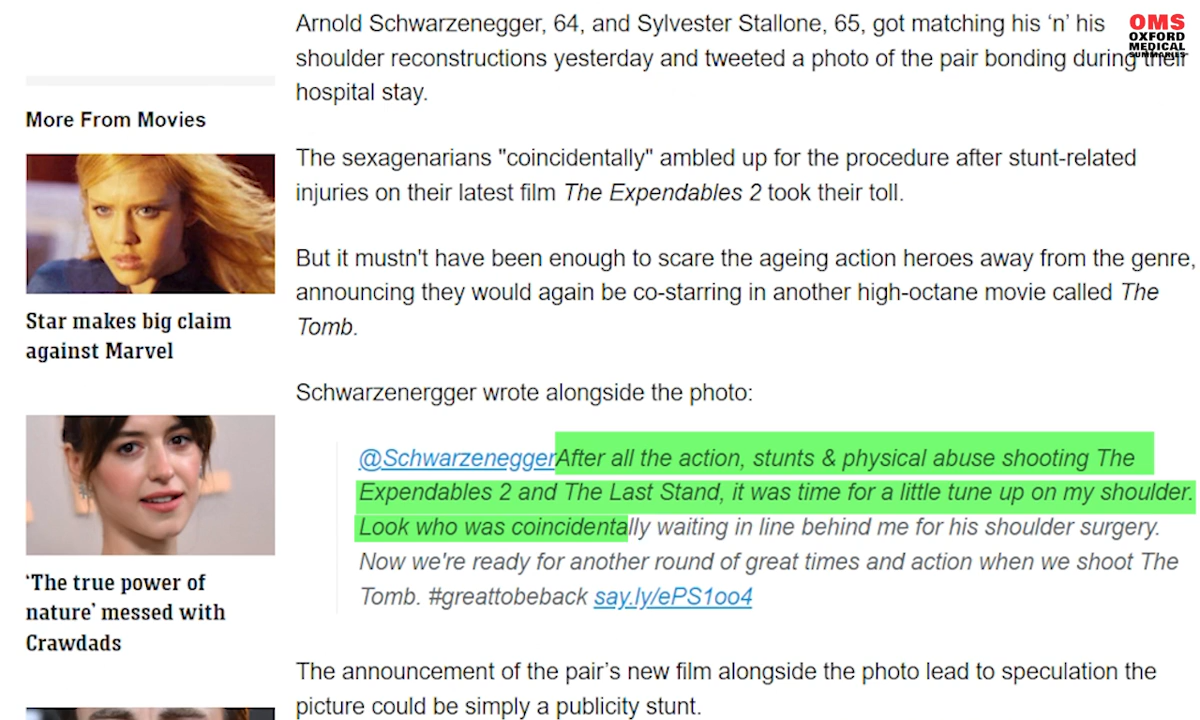 OMS
OXFORD
MEDICAL
SUMMARIES
Arnold Schwarzenegger, 64, and Sylvester Stallone, 65, got matching his ‘n’ his
shoulder reconstructions yesterday and tweeted a photo of the pair bonding during their
hospital stay.
The sexagenarians "coincidentally" ambled up for the procedure after stunt-related
injuries on their latest film The Expendables 2 took their toll.
But it mustn't have been enough to scare the ageing action heroes away from the genre,
announcing they would again be co-starring in another high-octane movie called The
Tomb.
Schwarzenergger wrote alongside the photo:
@SchwarzeneggerAfter all the action, stunts & physical abuse shooting The
Expendables 2 and The Last Stand, it was time for a little tune up on my shoulder.
Look who was coincidentally waiting in line behind me for his shoulder surgery.
Now we're ready for another round of great times and action when we shoot The
Tomb. #greattobeback say.ly/ePS1oo4
The announcement of the pair’s new film alongside the photo lead to speculation the
picture could be simply a publicity stunt.
More From Movies
Star makes big claim
against Marvel
‘The true power of
nature’ messed with
Crawdads